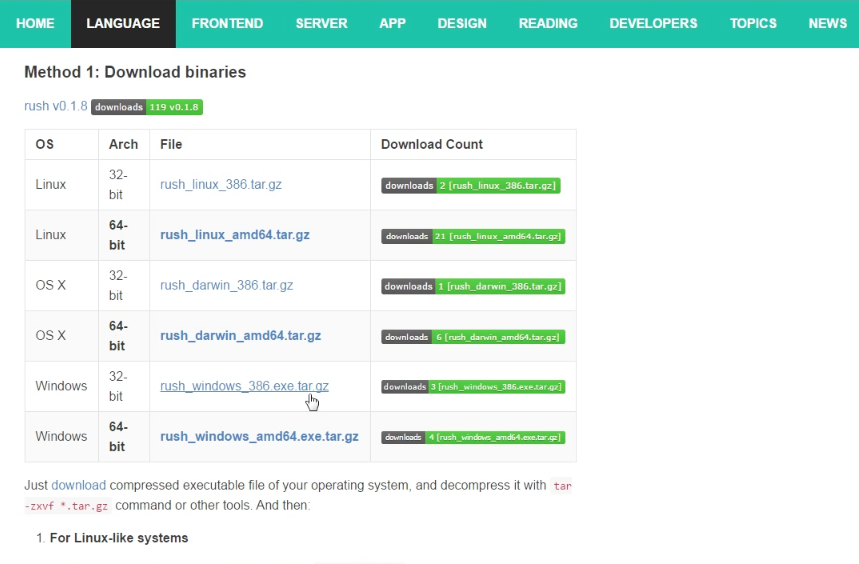 HOME LANGUAGE FRONTEND SERVER APP DESIGN READING DEVELOPERS TOPICS NEWS
Method 1: Download binaries
rush v0.1.8 downloads 119 v0.1.8
OS Arch File Download Count
Linux 32-bit rush_linux_386.tar.gz downloads 2 [rush_linux_386.tar.gz]
Linux 64-bit rush_linux_amd64.tar.gz downloads 21 [rush_linux_amd64.tar.gz]
OS X 32-bit rush_darwin_386.tar.gz downloads 1 [rush_darwin_386.tar.gz]
OS X 64-bit rush_darwin_amd64.tar.gz downloads 6 [rush_darwin_amd64.tar.gz]
Windows 32-bit rush_windows_386.exe.tar.gz downloads 3 [rush_windows_386.exe.tar.gz]
Windows 64-bit rush_windows_amd64.exe.tar.gz downloads 4 [rush_windows_amd64.exe.tar.gz]
Just download compressed executable file of your operating system, and decompress it with tar
-zxvf *.tar.gz command or other tools. And then:
1. For Linux-like systems